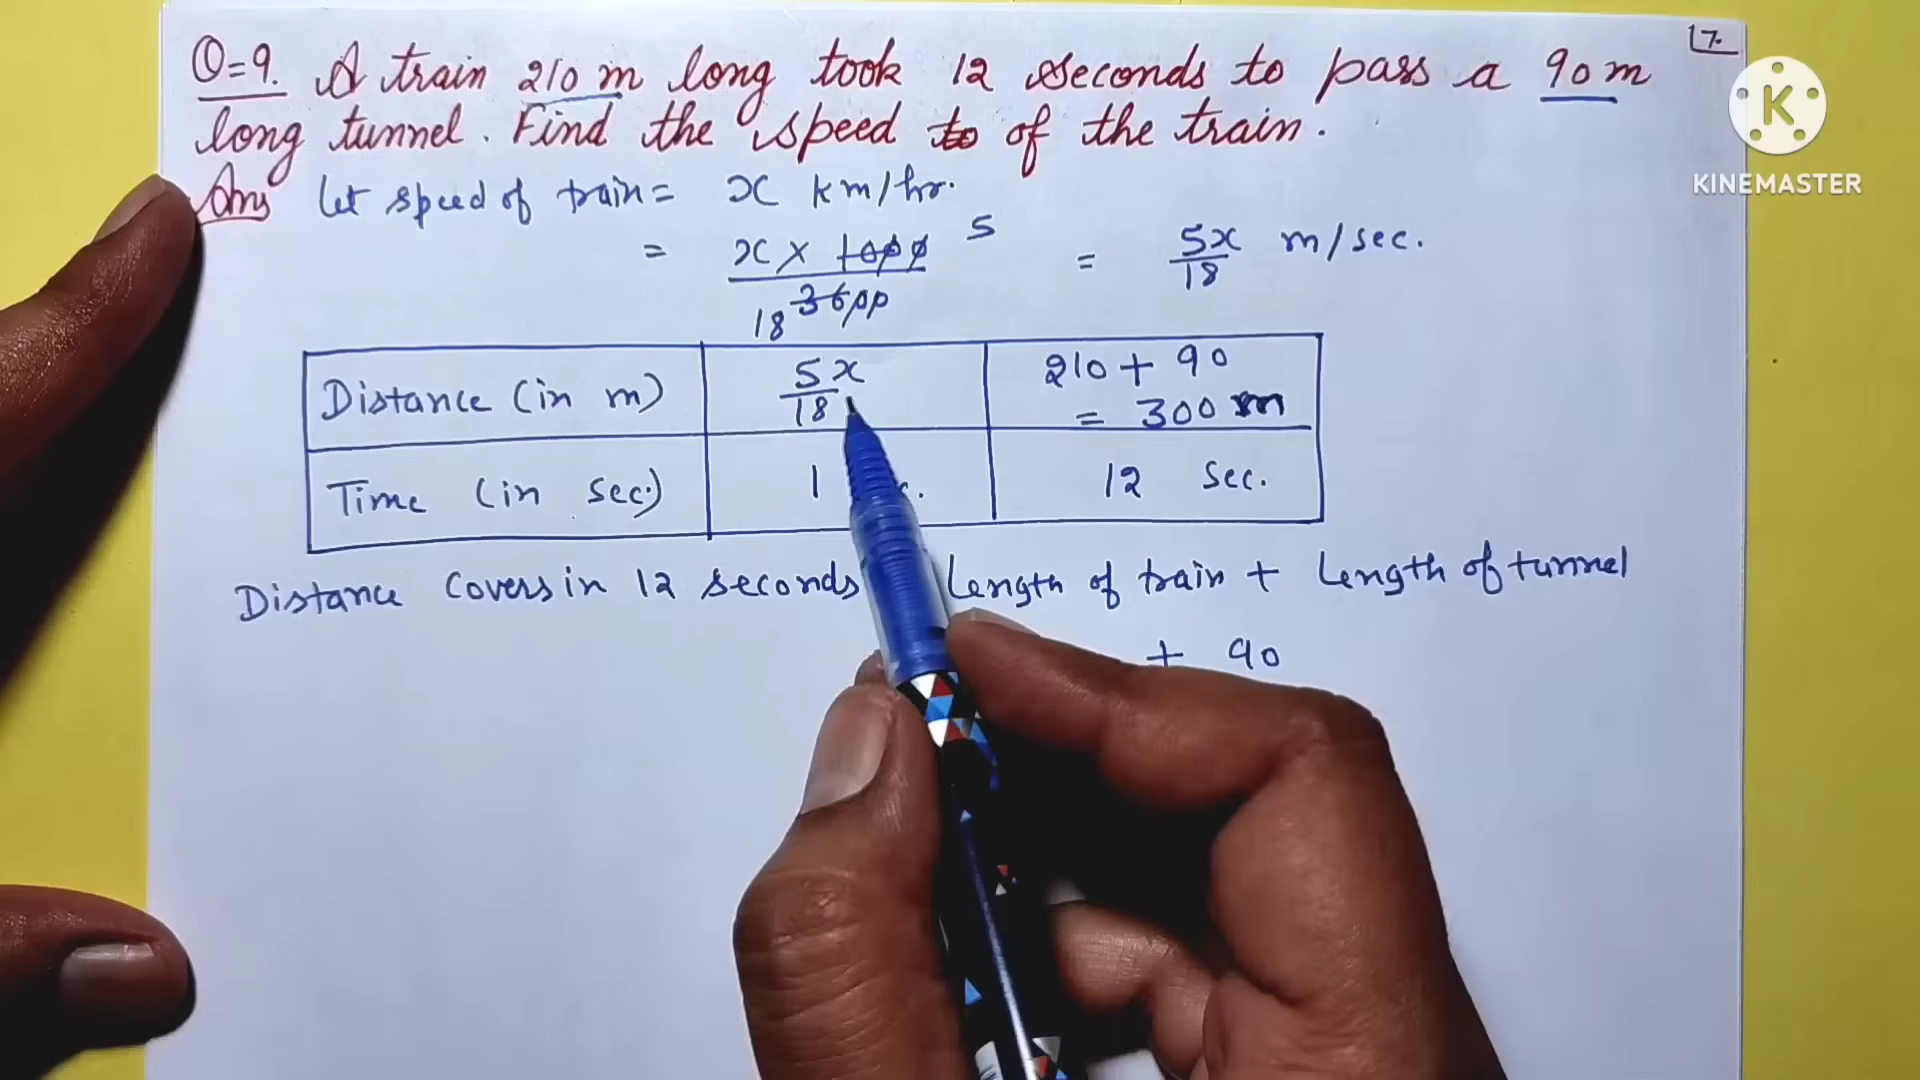 17.
Q=9. A train 210 m long took 12 seconds to pass a 90 m
long tunnel. Find the speed to of the train.
KINEMASTER
Ans let speed of train = x km/hr.
= x × 1000 5 / 18 3600 = 5x/18 m/sec.
Distance (in m) 5x/18 210 + 90
= 300 m
Time (in sec.) 1 12 Sec.
Distance Covers in 12 seconds length of train + length of tunnel
+ 90